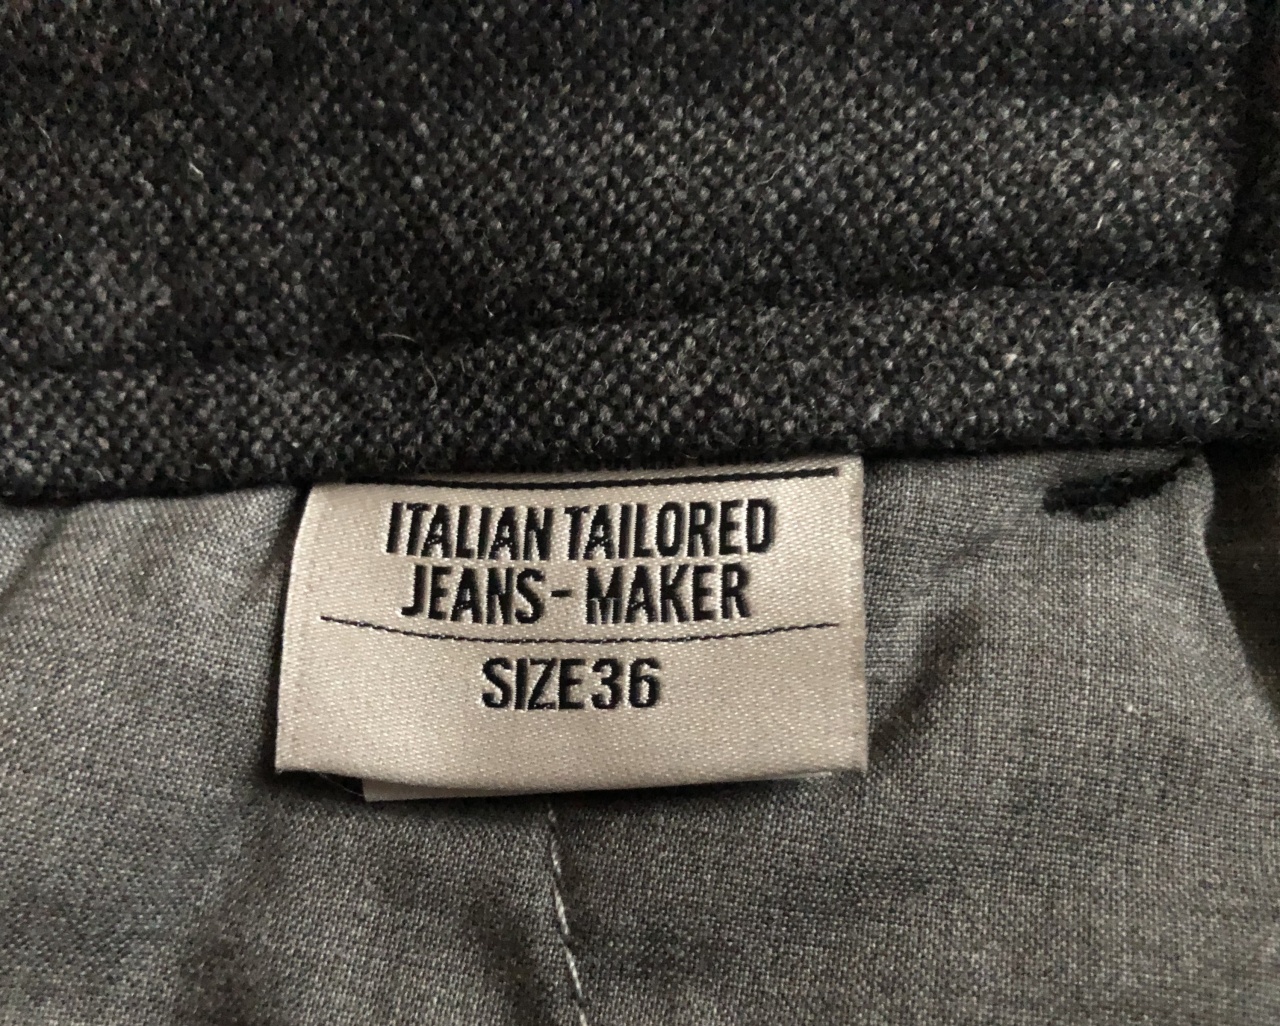 ITALIAN TAILORED
JEANS - MAKER
SIZE 36